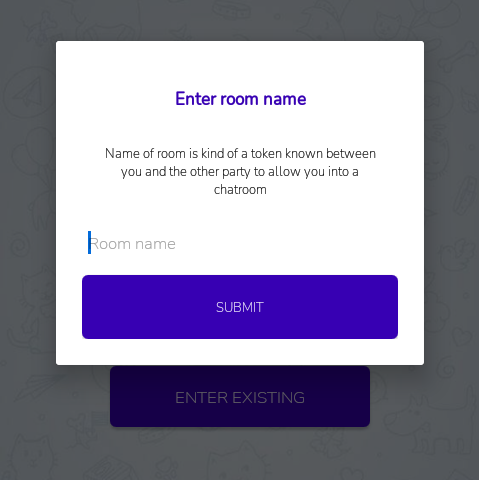 Enter room name
Name of room is kind of a token known between
you and the other party to allow you into a
chatroom
Room name
SUBMIT
ENTER EXISTING